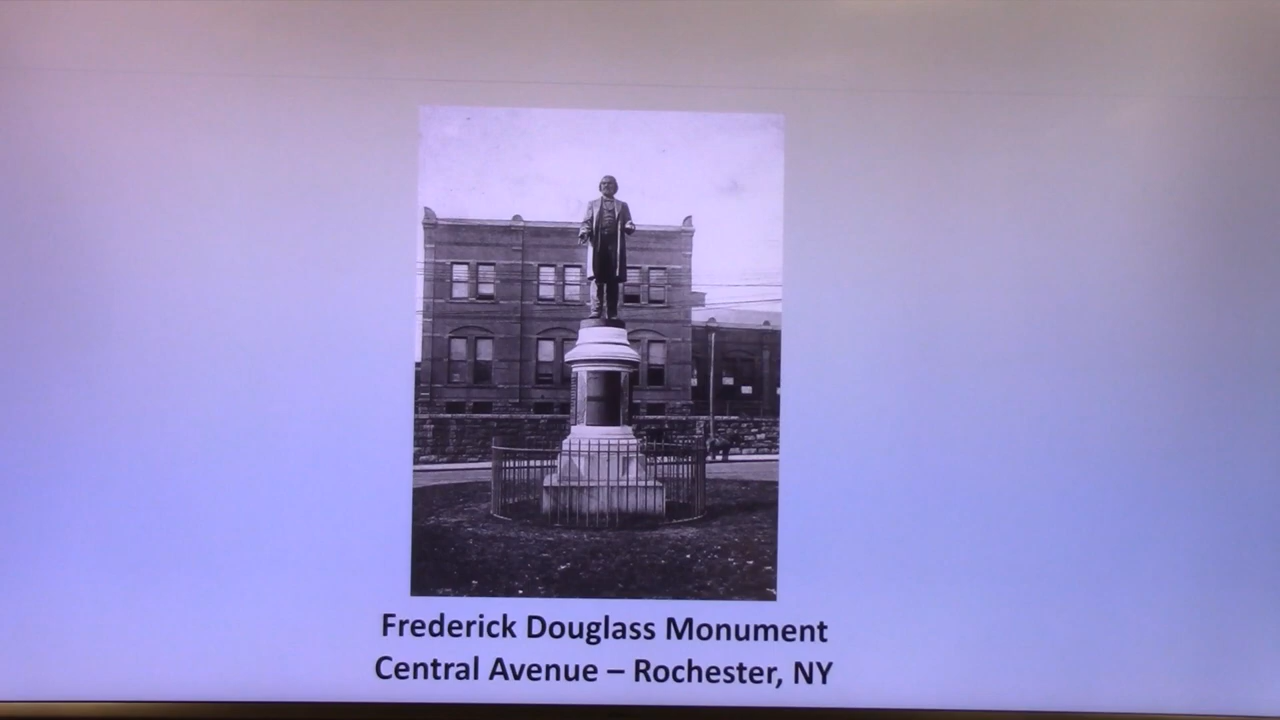 Frederick Douglass Monument
Central Avenue – Rochester, NY